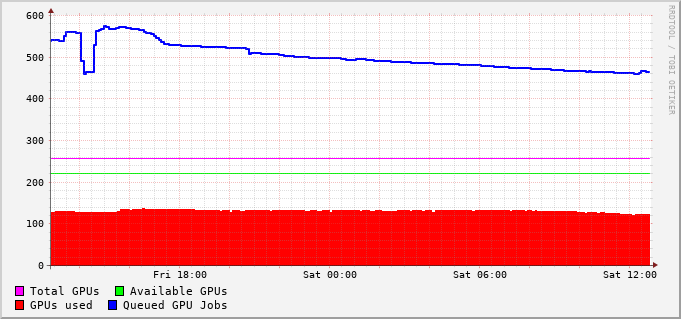 600
500
400
300
200
100
0
Fri 18:00 Sat 00:00 Sat 06:00 Sat 12:00
Total GPUs Available GPUs
GPUs used Queued GPU Jobs
RRDTOOL / TOBI OETIKER